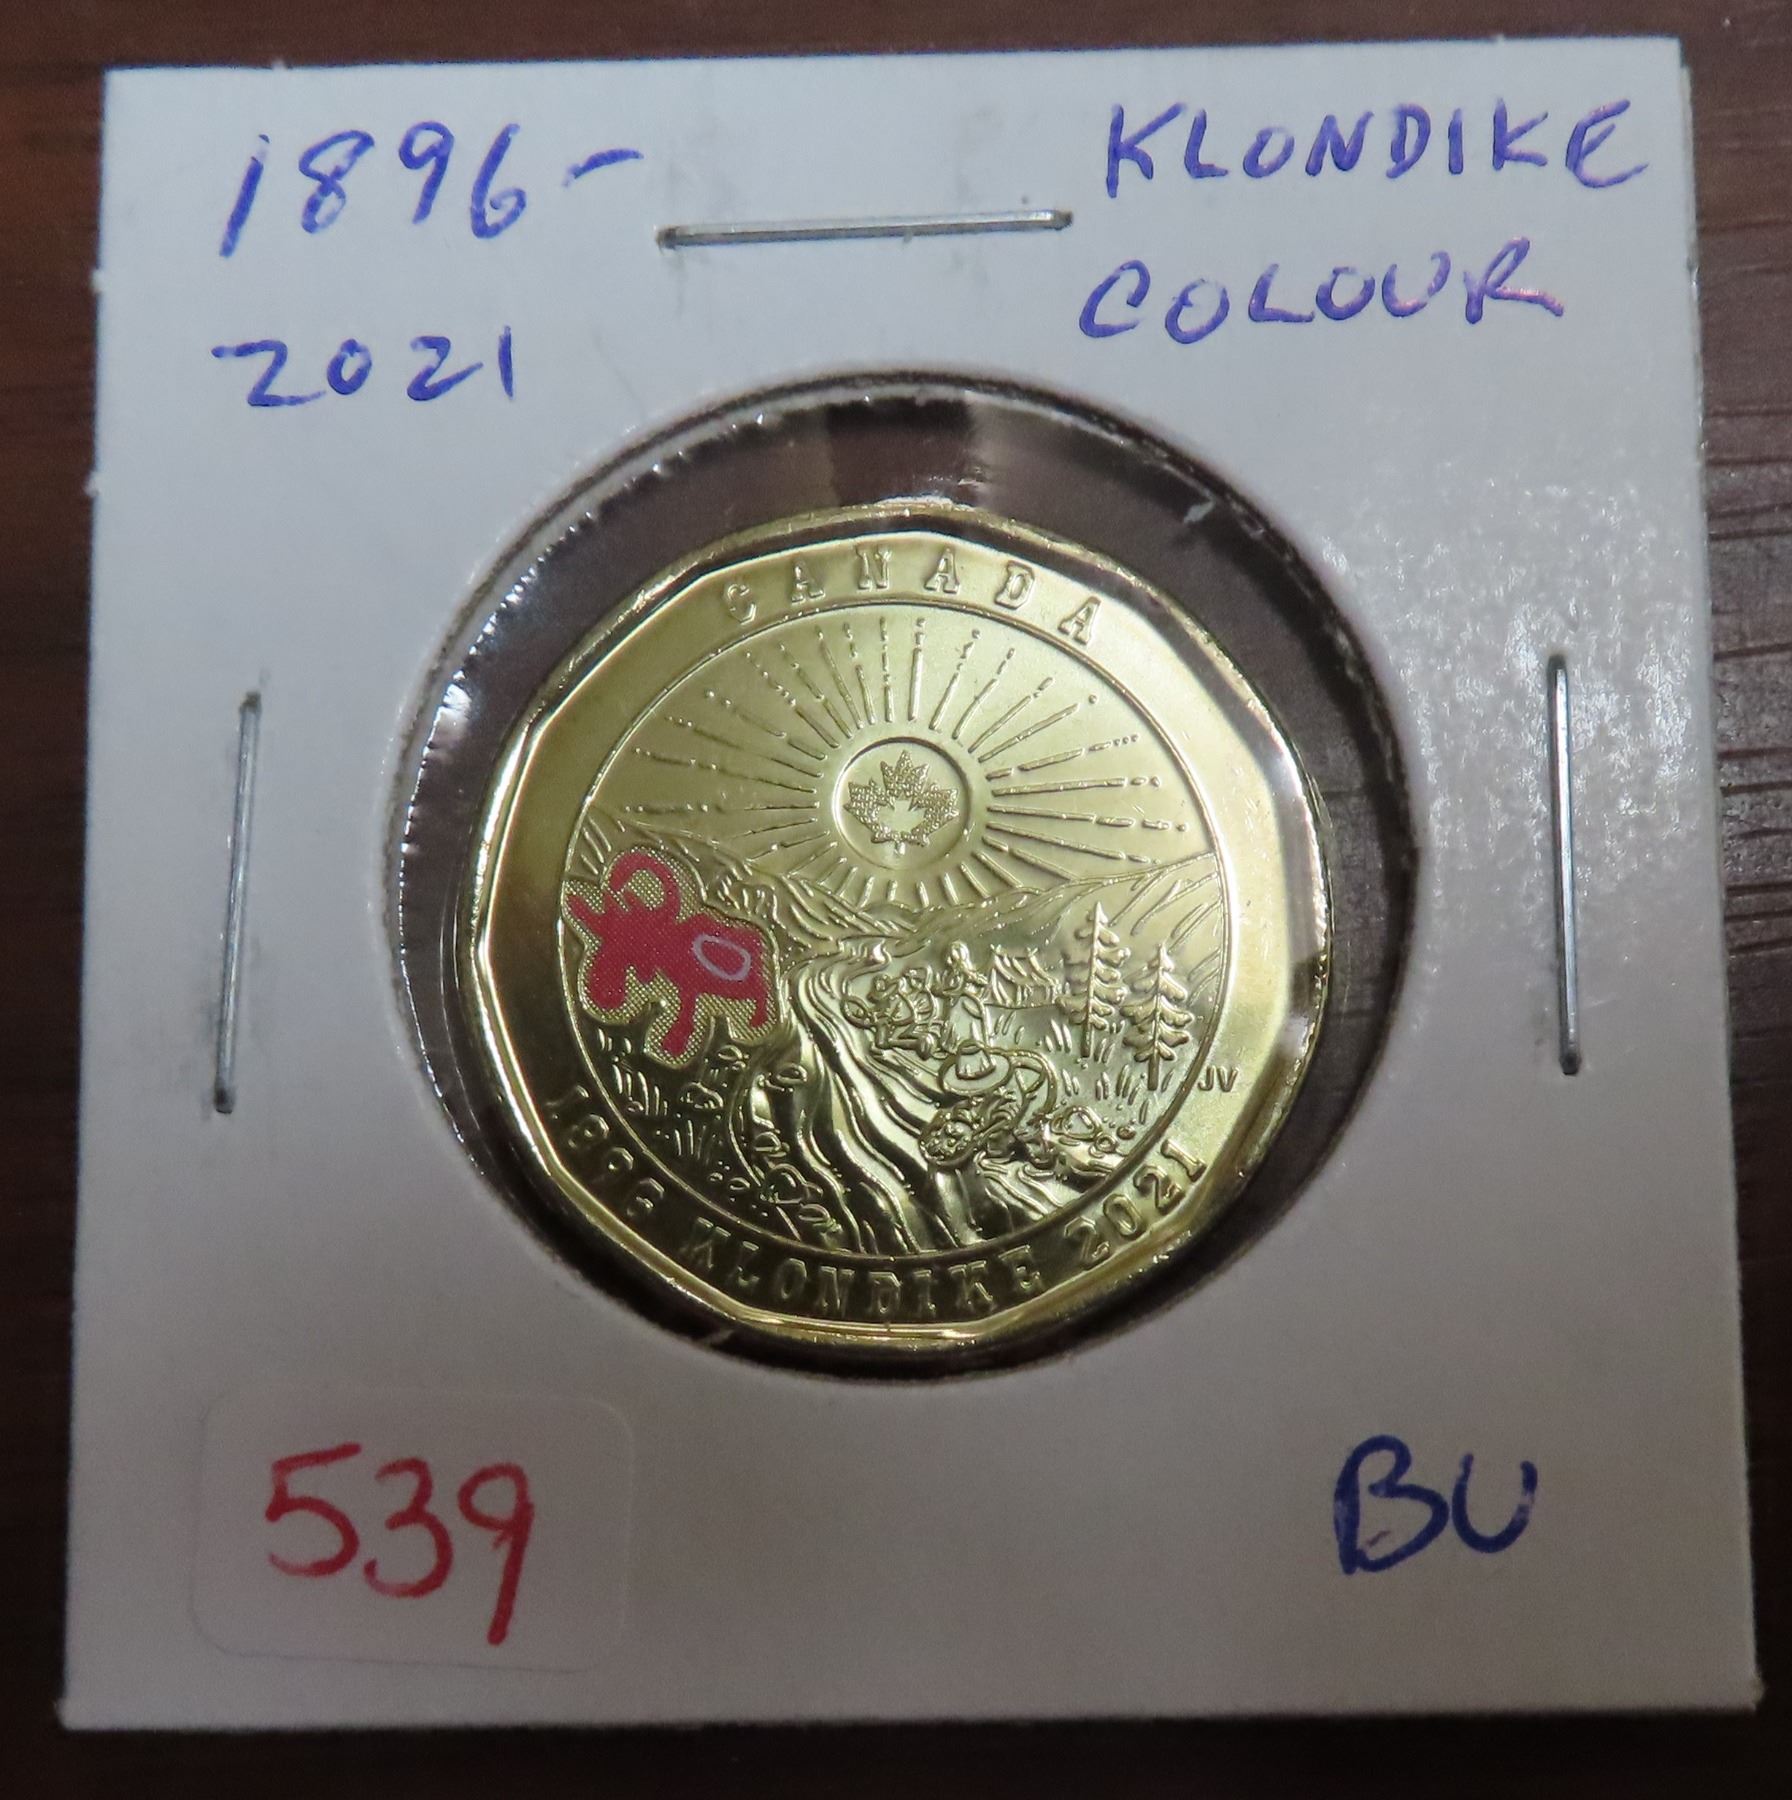 1896-
2021
KLONDIKE
COLOUR
CANADA
JV
1896 KLONDIKE 2021
539
BU